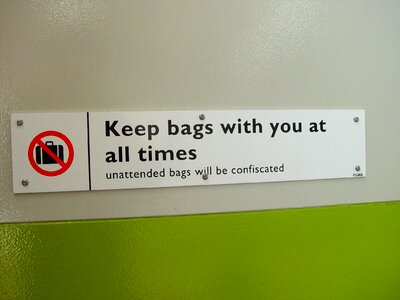 Keep bags with you at
all times
unattended bags will be confiscated